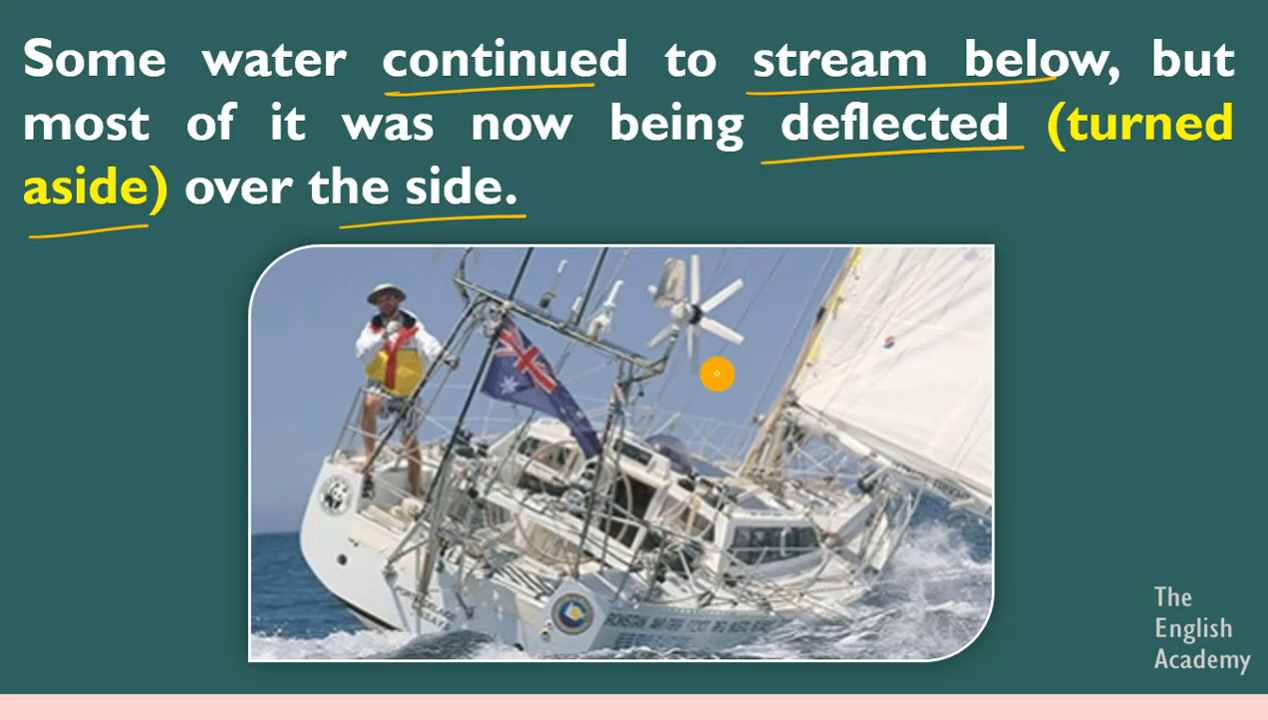 Some water continued to stream below, but
most of it was now being deflected (turned
aside) over the side.
The
English
Academy